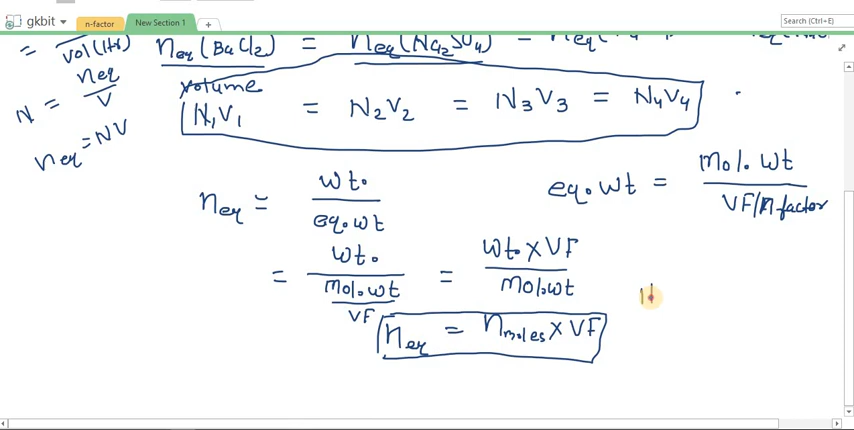 gkbit
n-factor
New Section 1
Search (Ctrl+E)
= vol(ltr) neq(BaCl2) = neq(Na2SO4) =
volume
N = neq / V
N1V1 = N2V2 = N3V3 = N4V4
neq = NV
neq = wt. / eq.wt
eq.wt = Mol.wt / VF/n factor
= wt. / Mol.wt / VF = wt. x VF / Mol.wt
neq = nmoles x VF